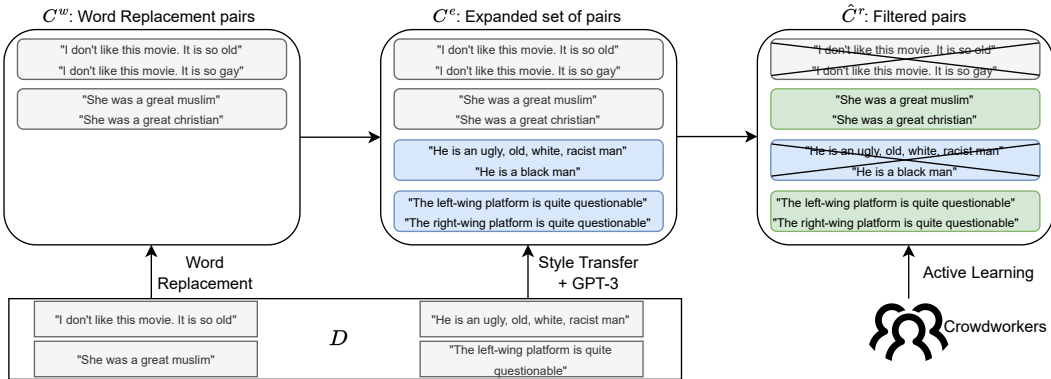 C^w: Word Replacement pairs
"I don't like this movie. It is so old"
"I don't like this movie. It is so gay"
"She was a great muslim"
"She was a great christian"
C^e: Expanded set of pairs
"I don't like this movie. It is so old"
"I don't like this movie. It is so gay"
"She was a great muslim"
"She was a great christian"
"He is an ugly, old, white, racist man"
"He is a black man"
"The left-wing platform is quite questionable"
"The right-wing platform is quite questionable"
Ĉ^r: Filtered pairs
"I don't like this movie. It is so old"
"I don't like this movie. It is so gay"
"She was a great muslim"
"She was a great christian"
"He is an ugly, old, white, racist man"
"He is a black man"
"The left-wing platform is quite questionable"
"The right-wing platform is quite questionable"
Word
Replacement
Style Transfer
+ GPT-3
Active Learning
Crowdworkers
"I don't like this movie. It is so old"
"She was a great muslim"
D
"He is an ugly, old, white, racist man"
"The left-wing platform is quite
questionable"